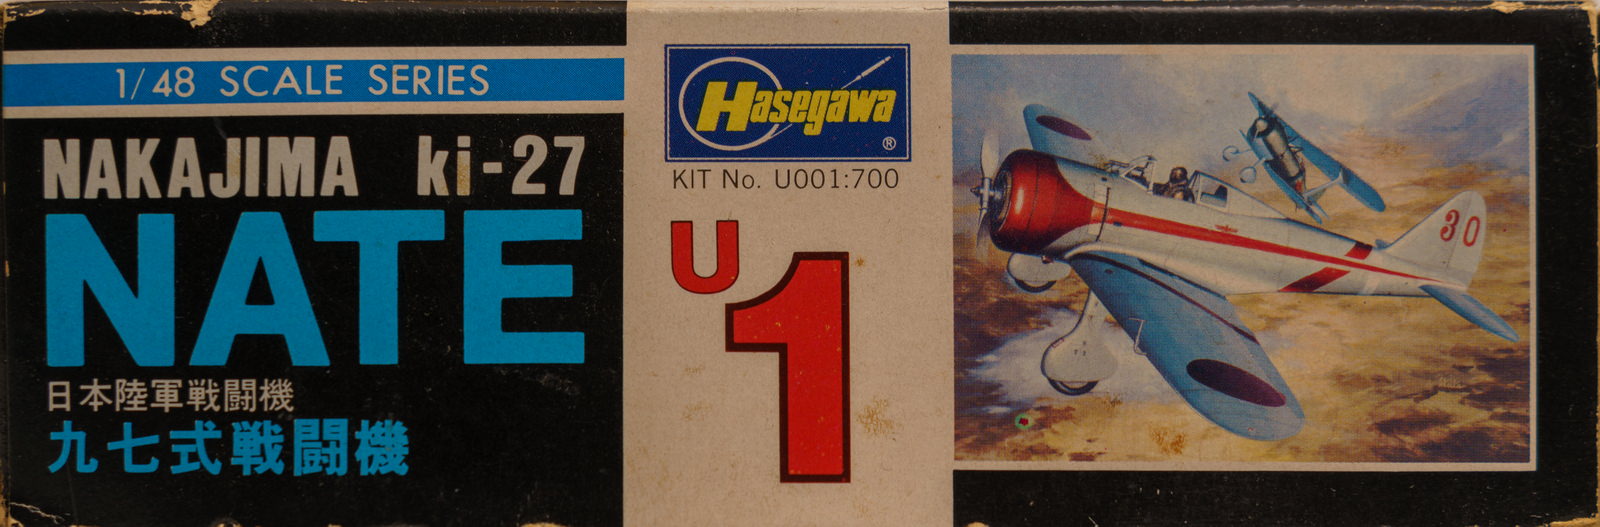 1/48 SCALE SERIES
NAKAJIMA ki-27
NATE
日本陸軍戦闘機
九七式戦闘機
Hasegawa ®
KIT No. U001:700
U1
30